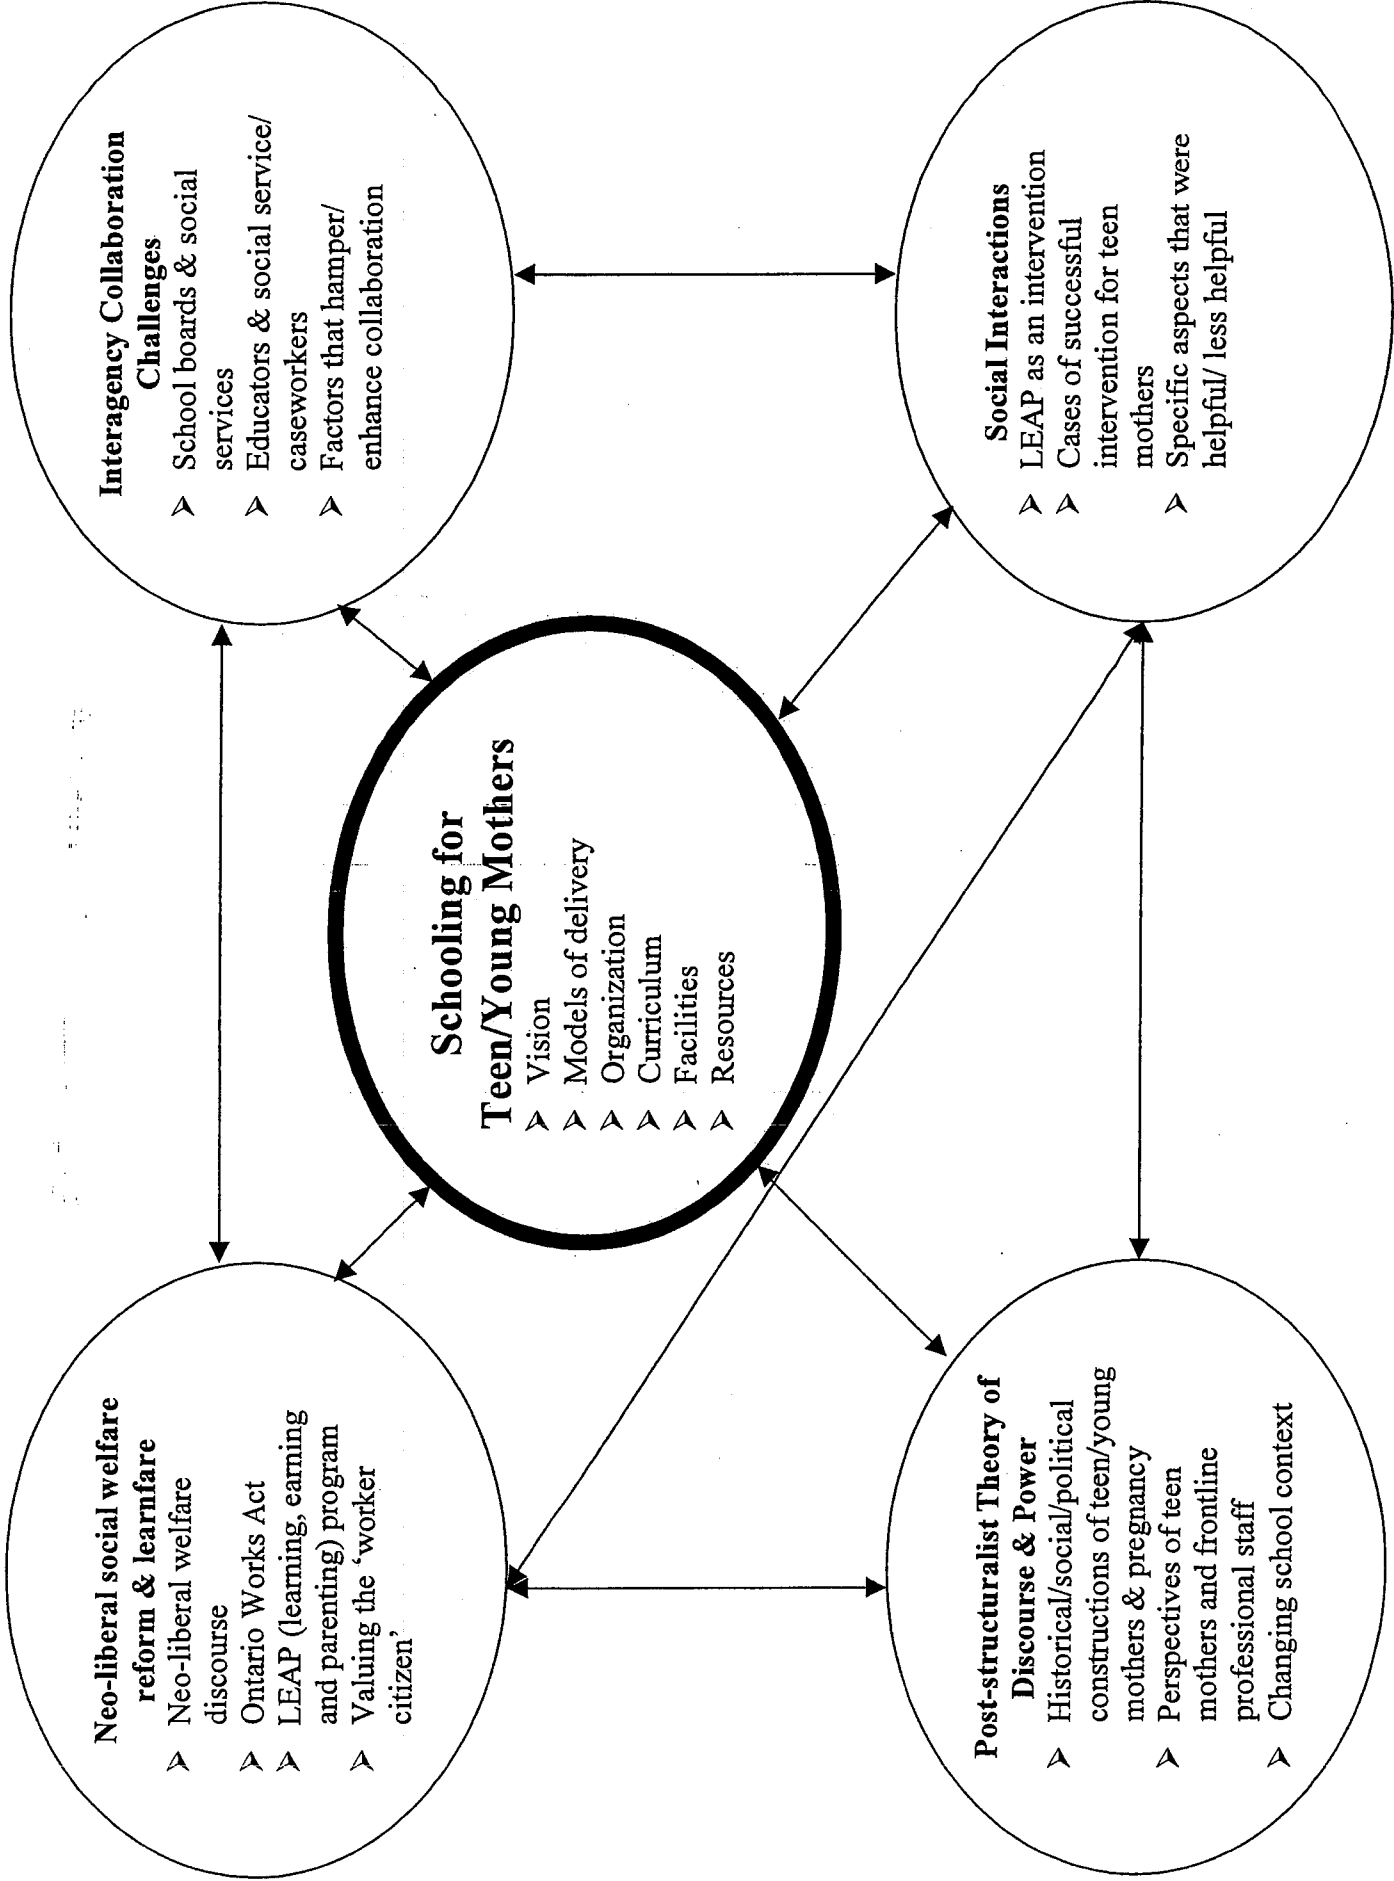 Neo-liberal social welfare
reform & learnfare
➢ Neo-liberal welfare
discourse
➢ Ontario Works Act
➢ LEAP (learning, earning
and parenting) program
➢ Valuing the ‘worker
citizen’
Interagency Collaboration
Challenges
➢ School boards & social
services
➢ Educators & social service/
caseworkers
➢ Factors that hamper/
enhance collaboration
Schooling for
Teen/Young Mothers
➢ Vision
➢ Models of delivery
➢ Organization
➢ Curriculum
➢ Facilities
➢ Resources
Post-structuralist Theory of
Discourse & Power
➢ Historical/social/political
constructions of teen/young
mothers & pregnancy
➢ Perspectives of teen
mothers and frontline
professional staff
➢ Changing school context
Social Interactions
➢ LEAP as an intervention
➢ Cases of successful
intervention for teen
mothers
➢ Specific aspects that were
helpful/ less helpful